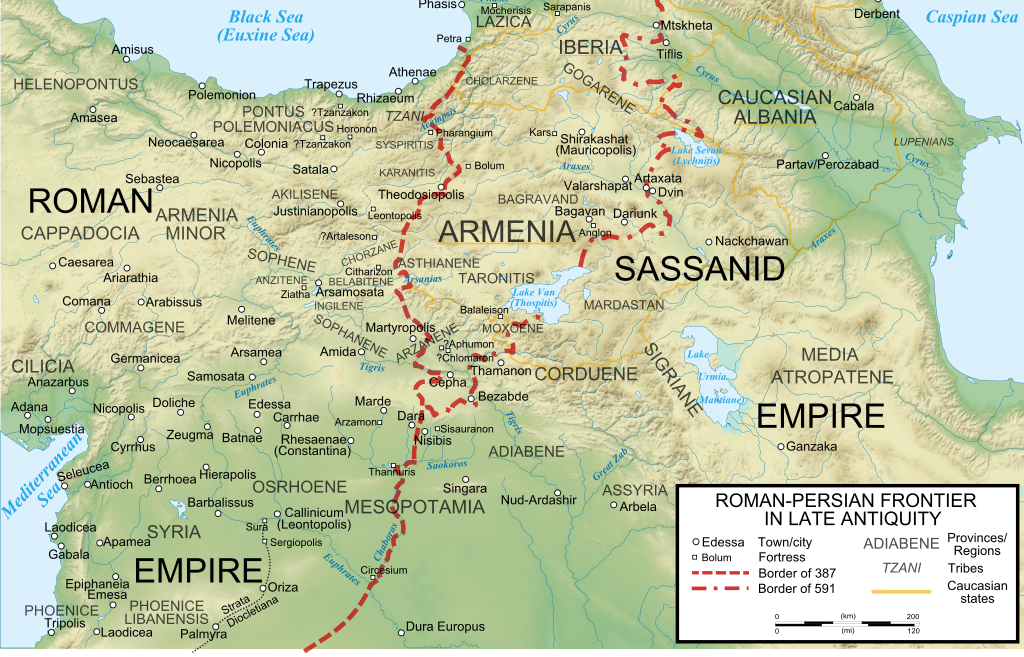 Black Sea
(Euxine Sea)
Phasis
Mocherisis
Sarapanis
LAZICA
Cyrus
Mtskheta
Derbent
Caspian Sea
Petra
Amisus
IBERIA
Tiflis
HELENOPONTUS
Athenae
CHOLARZENE
GOGARENE
Cyrus
Polemonion
Trapezus
Rhizaeum
CAUCASIAN
ALBANIA
Cabala
Amasea
PONTUS
POLEMONIACUS
?Tzanzakon
TZANI
Acampsis
Horonon
Pharangium
Kars
Shirakashat
(Mauricopolis)
Lake Sevan
(Lychnitis)
LUPENIANS
Neocaesarea
Colonia
?Tzanzakon
SYSPIRITIS
Nicopolis
Satala
KARANITIS
Bolum
Araxes
Partav/Perozabad
Cyrus
Sebastea
AKILISENE
Theodosiopolis
Valarshapat
Artaxata
Dvin
ROMAN
ARMENIA
MINOR
Justinianopolis
Leontopolis
BAGRAVAND
Bagavan
Dariunk
CAPPADOCIA
Euphrates
?Artaleson
ARMENIA
Anglon
Nackchawan
Araxes
Caesarea
SOPHENE
CHORZANE
ASTHIANENE
SASSANID
Ariarathia
Citharizon
ANZITENE
BELABITENE
Arsanias
TARONITIS
Ziatha
Arsamosata
Lake Van
(Thospitis)
Comana
Arabissus
INGILENE
Balaleison
MARDASTAN
COMMAGENE
Melitene
SOPHANENE
Martyropolis
ARZANENE
MOXOENE
?Aphumon
?Chlomaron
SIGRIANE
Lake
Urmia
(Mantiane)
MEDIA
ATROPATENE
Germanicea
Arsamea
Amida
Tigris
Thamanon
CORDUENE
CILICIA
Anazarbus
Samosata
Euphrates
Cepha
Bezabde
EMPIRE
Adana
Mopsuestia
Nicopolis
Doliche
Edessa
Carrhae
Marde
Arzamon
Dara
Sisauranon
Tigris
Ganzaka
Zeugma
Batnae
Rhesaenae
(Constantina)
Nisibis
Cyrrhus
ADIABENE
Great Zab
Mediterranean
Sea
Seleucea
Antioch
Berrhoea
Hierapolis
Thannuris
Saokoros
OSRHOENE
Singara
ASSYRIA
Barbalissus
MESOPOTAMIA
Nud-Ardashir
Arbela
Laodicea
Gabala
Apamea
SYRIA
Sura
Callinicum
(Leontopolis)
Sergiopolis
Chaboras
EMPIRE
Euphrates
Circesium
Epiphaneia
Emesa
Oriza
Strata
Diocletiana
PHOENICE
Tripolis
PHOENICE
LIBANENSIS
Laodicea
Palmyra
Dura Europus
ROMAN-PERSIAN FRONTIER
IN LATE ANTIQUITY
Edessa Town/city
Bolum Fortress
Border of 387
Border of 591
ADIABENE Provinces/
Regions
TZANI Tribes
Caucasian
states
0 (km) 200
0 (mi) 120